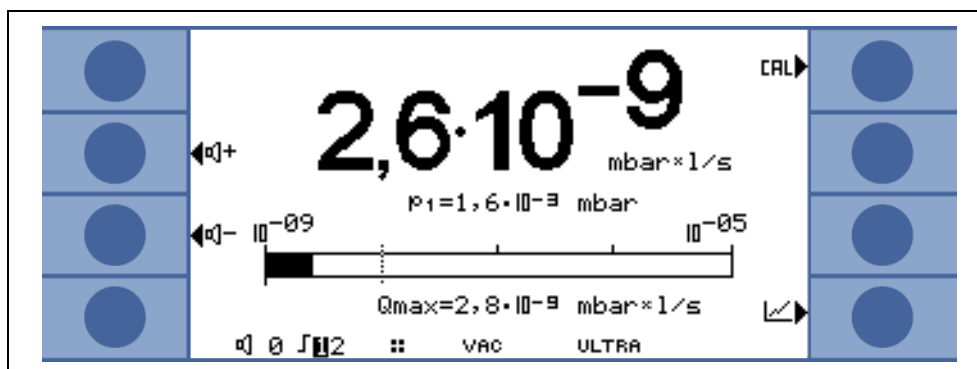 2,6·10⁻⁹ CAL
mbar×l/s
+
p1=1,6·10⁻³ mbar
- 10⁻⁰⁹ 10⁻⁰⁵
Qmax=2,8·10⁻⁹ mbar×l/s
0 12 VAC ULTRA